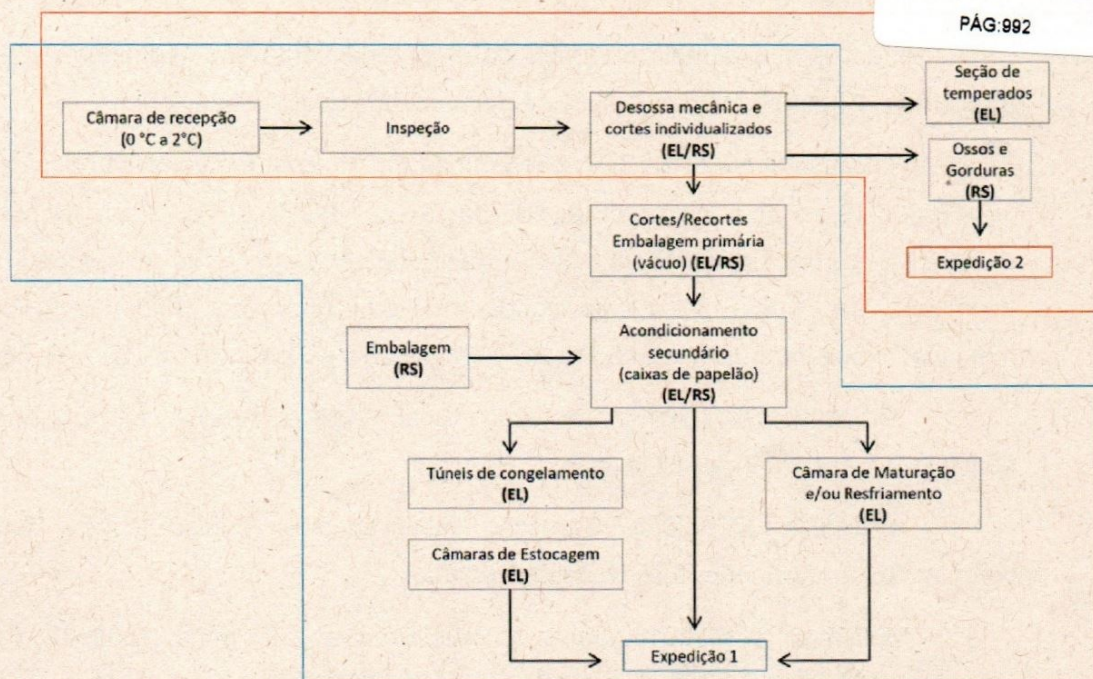 PÁG:992
Câmara de recepção
(0 °C a 2°C)
Inspeção
Desossa mecânica e
cortes individualizados
(EL/RS)
Seção de
temperados
(EL)
Ossos e
Gorduras
(RS)
Expedição 2
Cortes/Recortes
Embalagem primária
(vácuo) (EL/RS)
Embalagem
(RS)
Acondicionamento
secundário
(caixas de papelão)
(EL/RS)
Túneis de congelamento
(EL)
Câmara de Maturação
e/ou Resfriamento
(EL)
Câmaras de Estocagem
(EL)
Expedição 1